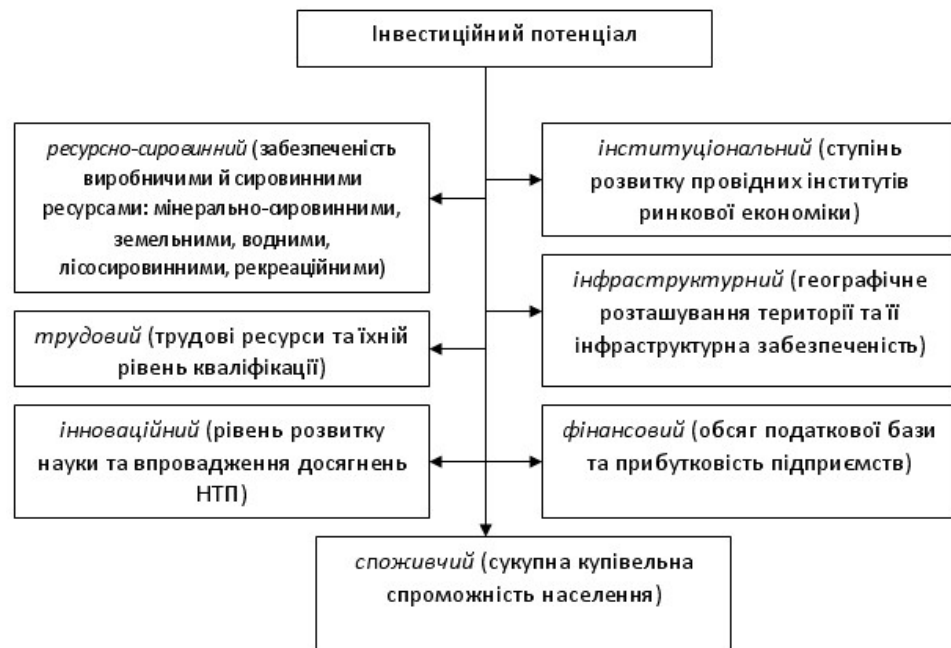 Інвестиційний потенціал
ресурсно-сировинний (забезпеченість
виробничими й сировинними
ресурсами: мінерально-сировинними,
земельними, водними,
лісосировинними, рекреаційними)
інституціональний (ступінь
розвитку провідних інститутів
ринкової економіки)
трудовий (трудові ресурси та їхній
рівень кваліфікації)
інфраструктурний (географічне
розташування території та її
інфраструктурна забезпеченість)
інноваційний (рівень розвитку
науки та впровадження досягнень
НТП)
фінансовий (обсяг податкової бази
та прибутковість підприємств)
споживчий (сукупна купівельна
спроможність населення)